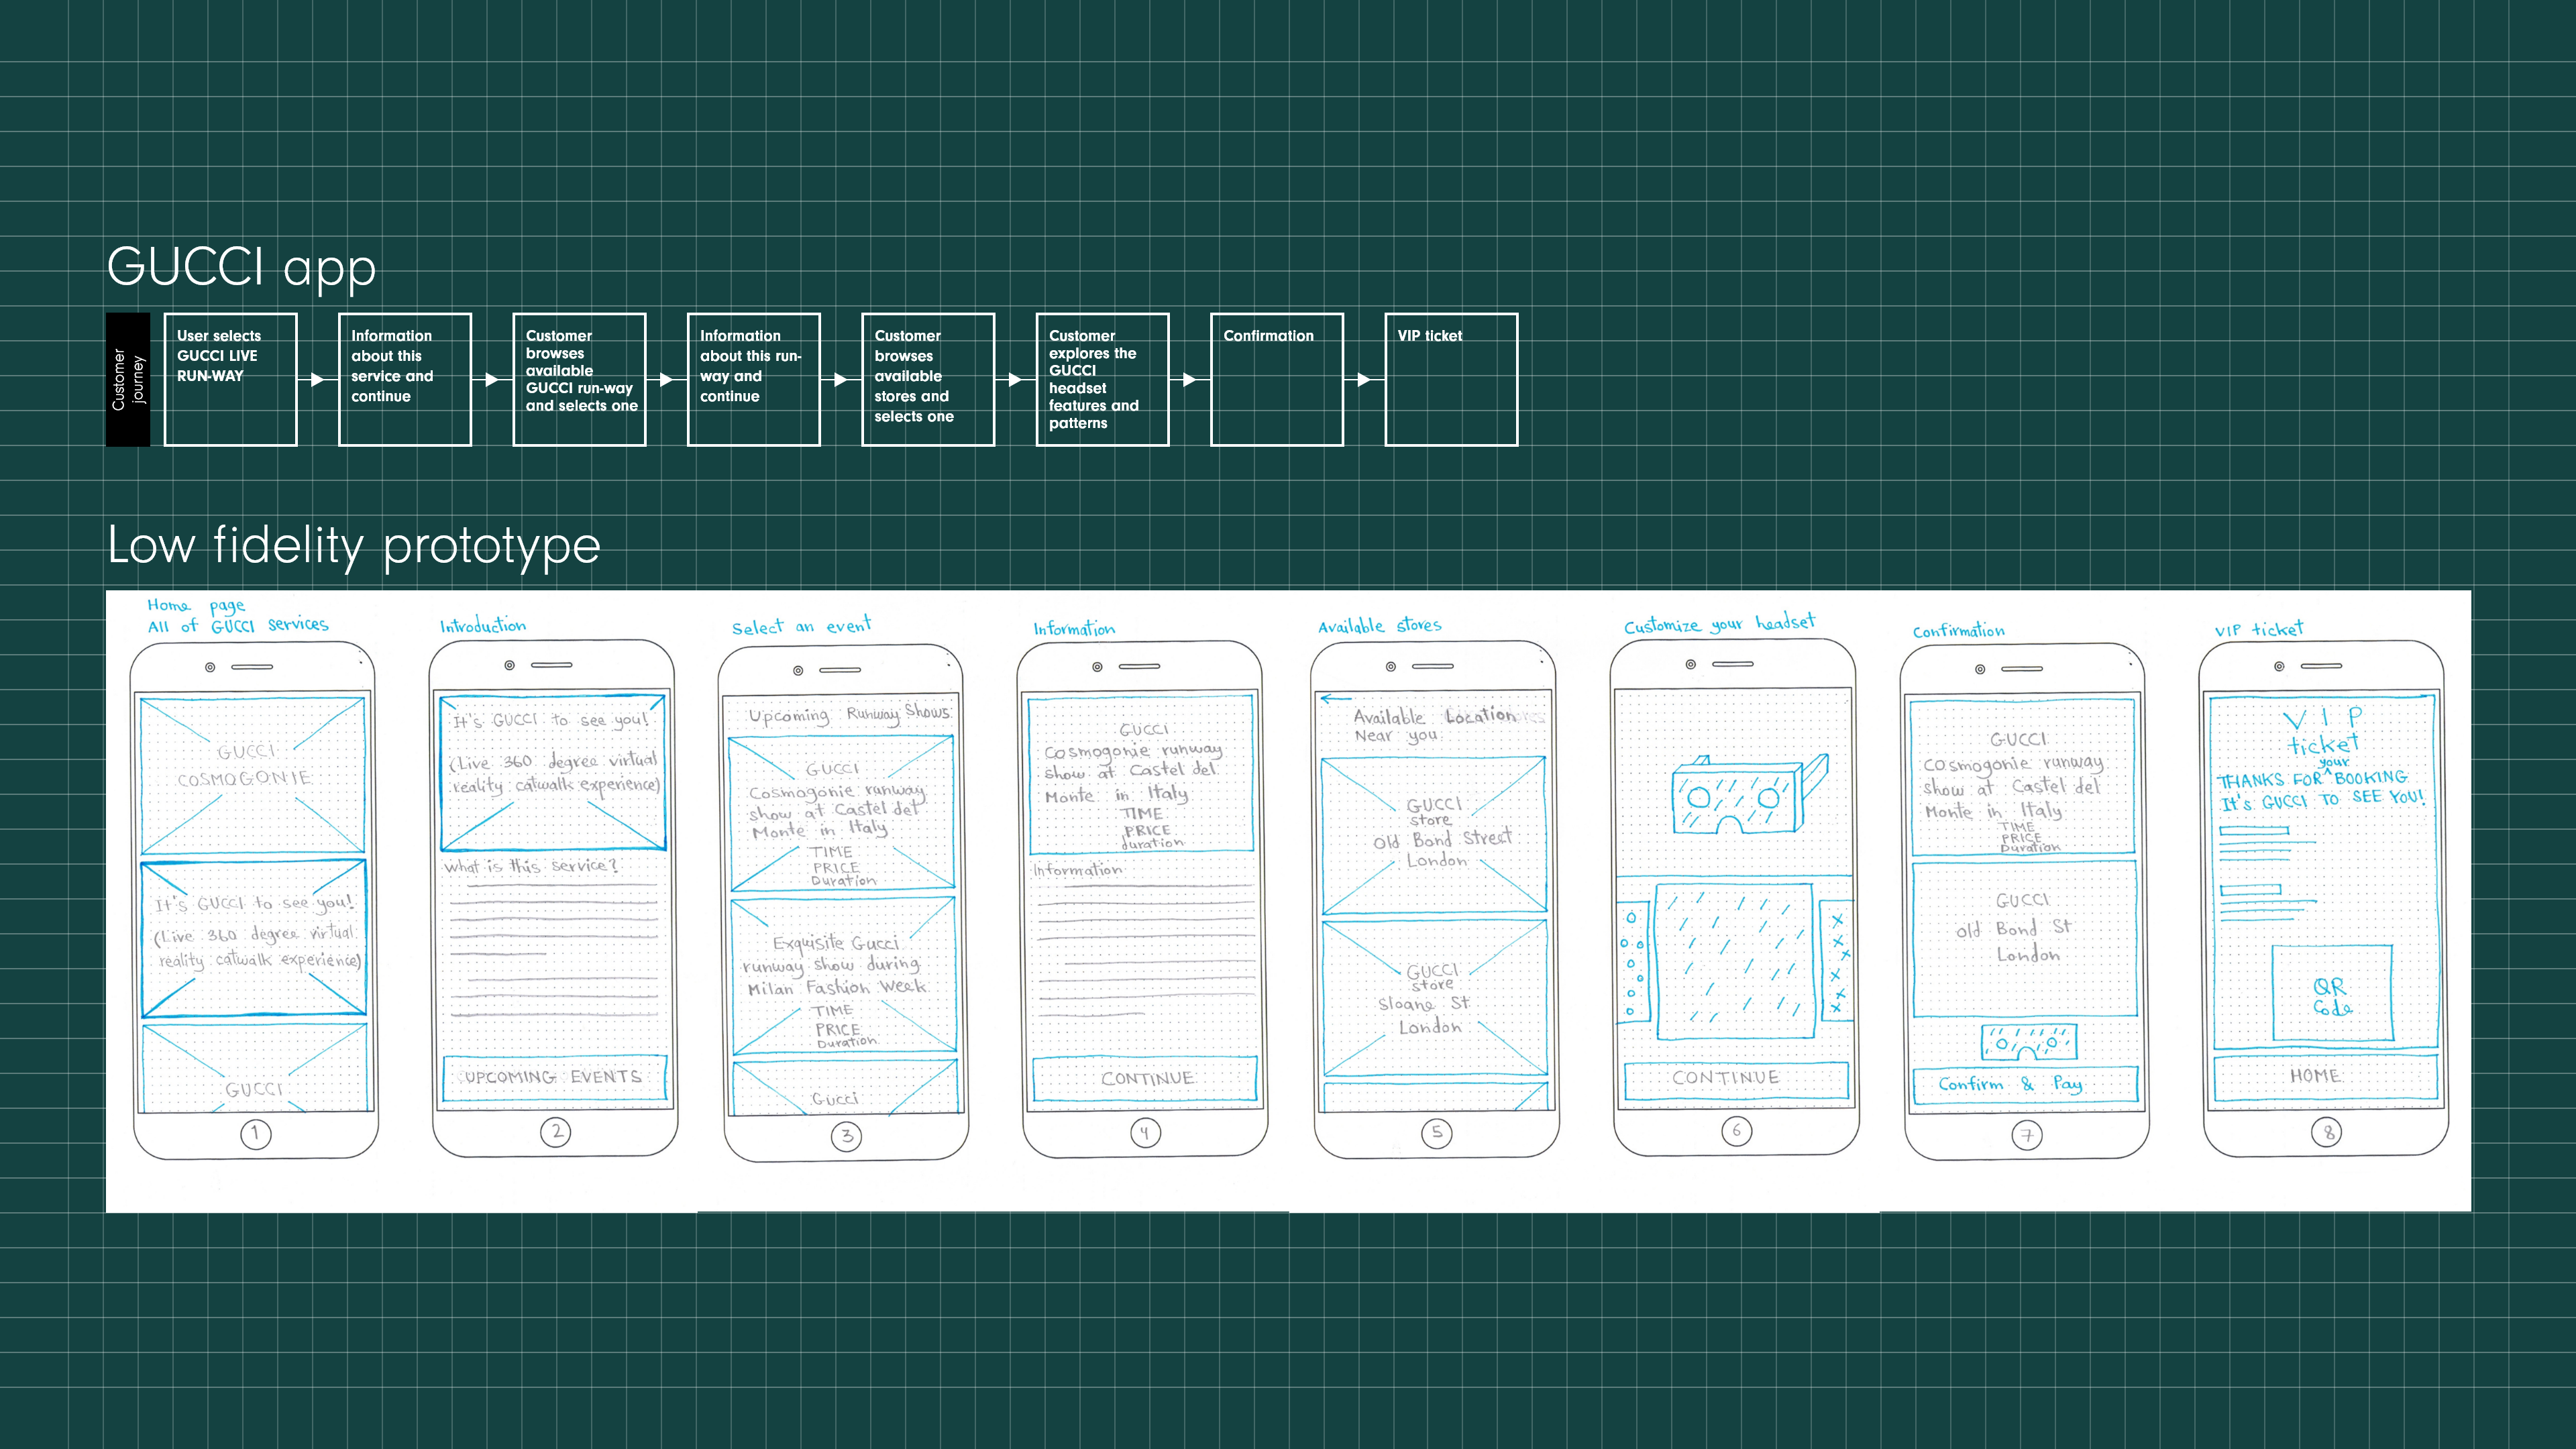 GUCCI app
Customer
journey
User selects
GUCCI LIVE
RUN-WAY
Information
about this
service and
continue
Customer
browses
available
GUCCI run-way
and selects one
Information
about this run-
way and
continue
Customer
browses
available
stores and
selects one
Customer
explores the
GUCCI
headset
features and
patterns
Confirmation
VIP ticket
Low fidelity prototype
Home page
All of GUCCI services
GUCCI
COSMOGONIE
It's GUCCI to see you!
(Live 360 degree virtual
reality catwalk experience)
GUCCI
1
Introduction
It's GUCCI to see you!
(Live 360 degree virtual
reality catwalk experience)
What is this service?
UPCOMING EVENTS
2
Select an event
Upcoming Runway Shows
GUCCI
Cosmogonie runway
show at Castel del
Monte in Italy
TIME
PRICE
Duration
Exquisite Gucci
runway show during
Milan Fashion Week
TIME
PRICE
Duration
Gucci
3
Information
GUCCI
Cosmogonie runway
show at Castel del
Monte in Italy
TIME
PRICE
duration
Information
CONTINUE
4
Available stores
Available Location
Near you
GUCCI
store
Old Bond Street
London
GUCCI
store
Sloane St
London
5
Customize your headset
CONTINUE
6
Confirmation
GUCCI
Cosmogonie runway
show at Castel del
Monte in Italy
TIME
PRICE
Duration
GUCCI
old Bond St
London
Confirm & Pay
7
VIP ticket
VIP
ticket
THANKS FOR your BOOKING
It's GUCCI TO SEE YOU!
QR
Code
HOME
8